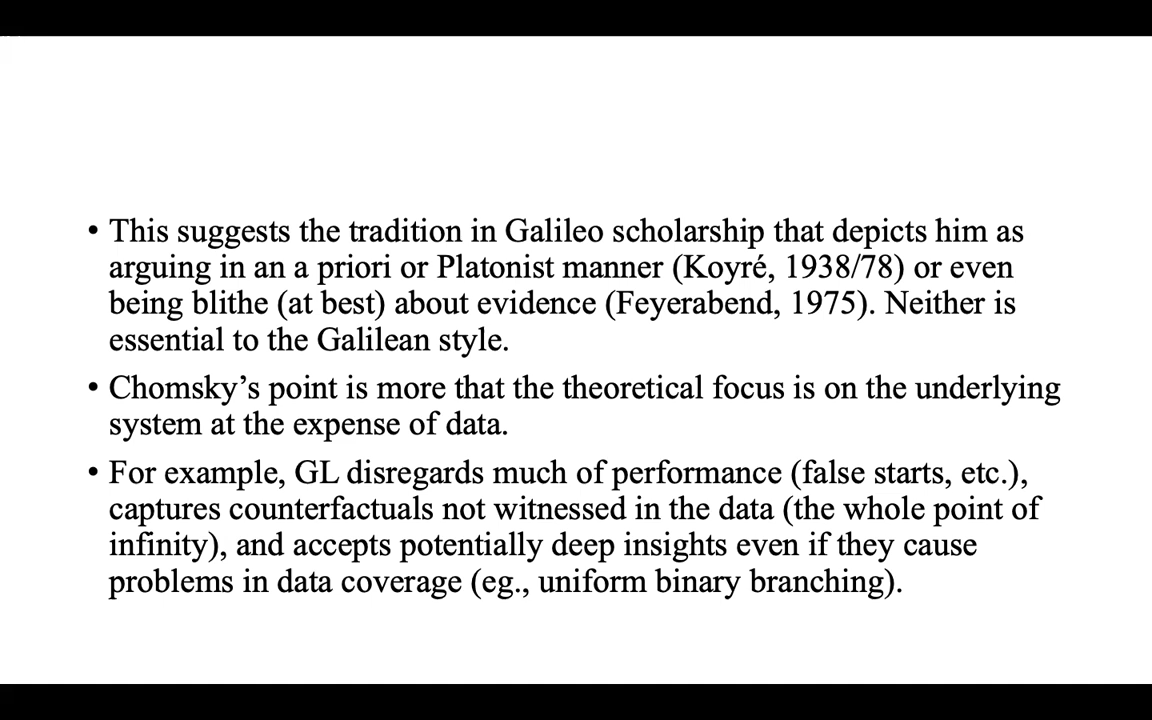 • This suggests the tradition in Galileo scholarship that depicts him as
arguing in an a priori or Platonist manner (Koyré, 1938/78) or even
being blithe (at best) about evidence (Feyerabend, 1975). Neither is
essential to the Galilean style.
• Chomsky’s point is more that the theoretical focus is on the underlying
system at the expense of data.
• For example, GL disregards much of performance (false starts, etc.),
captures counterfactuals not witnessed in the data (the whole point of
infinity), and accepts potentially deep insights even if they cause
problems in data coverage (eg., uniform binary branching).